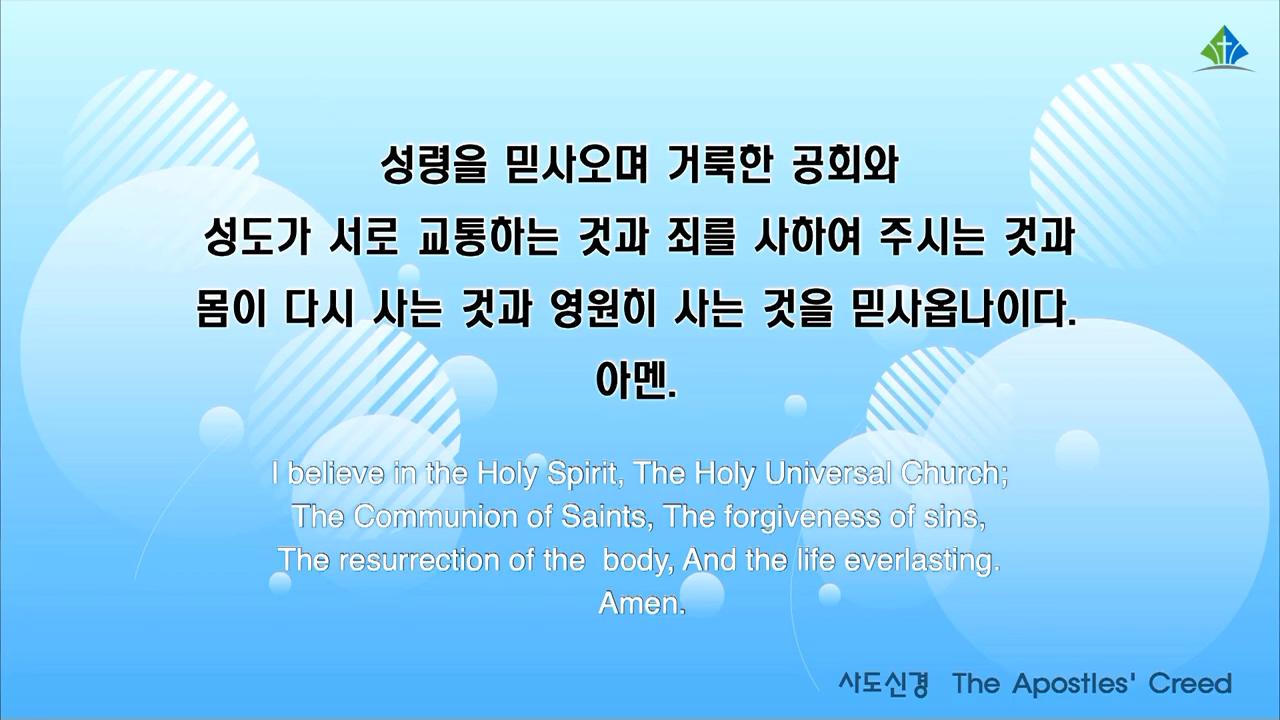 성령을 믿사오며 거룩한 공회와
성도가 서로 교통하는 것과 죄를 사하여 주시는 것과
몸이 다시 사는 것과 영원히 사는 것을 믿사옵나이다.
아멘.
I believe in the Holy Spirit, The Holy Universal Church;
The Communion of Saints, The forgiveness of sins,
The resurrection of the  body, And the life everlasting.
Amen.
사도신경  The Apostles' Creed